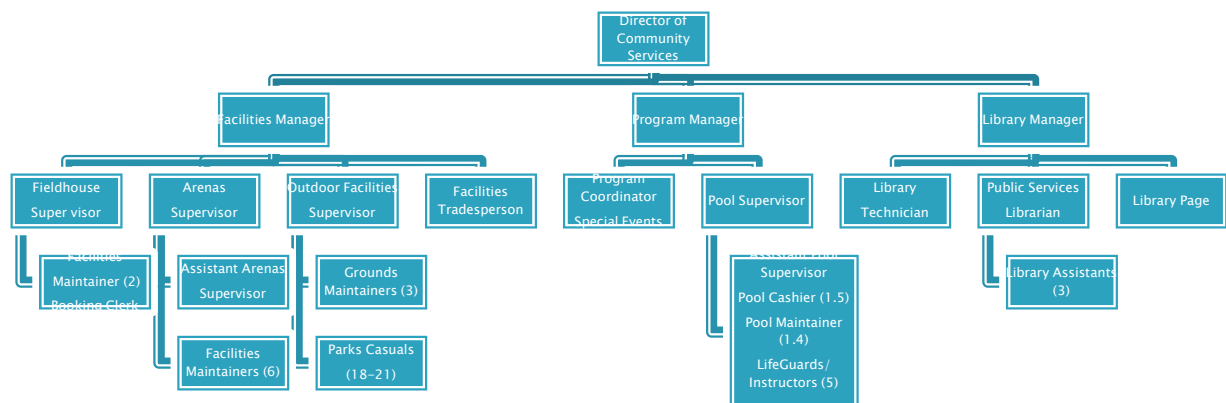 Director of
Community
Services
Facilities Manager
Program Manager
Library Manager
Fieldhouse
Super visor
Arenas
Supervisor
Outdoor Facilities
Supervisor
Facilities
Tradesperson
Program
Coordinator
Special Events
Pool Supervisor
Library
Technician
Public Services
Librarian
Library Page
Facilities
Maintainer (2)
Booking Clerk
Assistant Arenas
Supervisor
Facilities
Maintainers (6)
Grounds
Maintainers (3)
Parks Casuals
(18-21)
Assistant Pool
Supervisor
Pool Cashier (1.5)
Pool Maintainer
(1.4)
LifeGuards/
Instructors (5)
Library Assistants
(3)